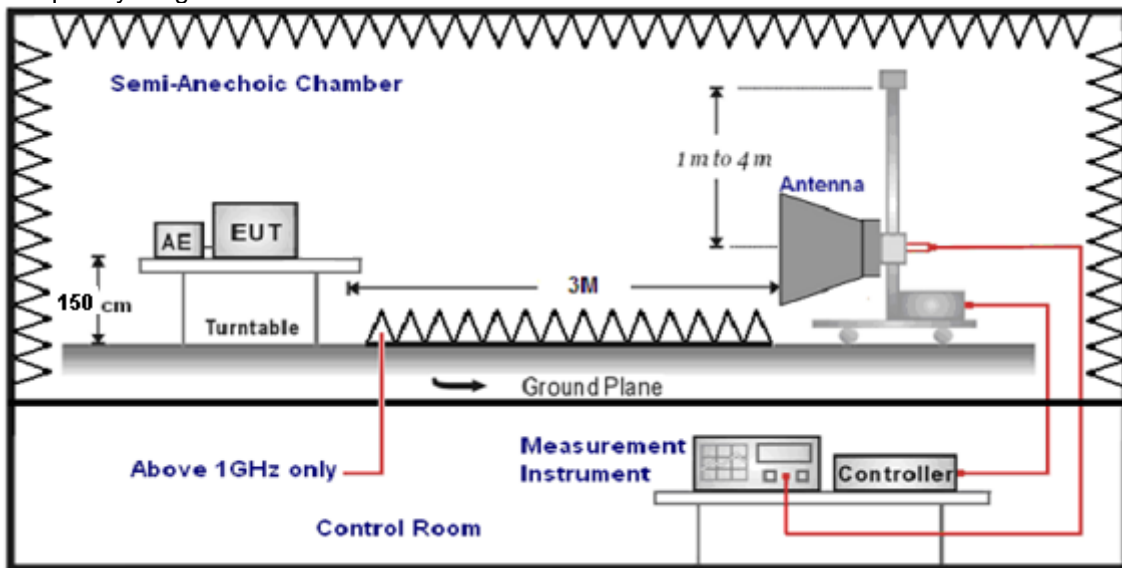 Semi-Anechoic Chamber
1 m to 4 m
Antenna
AE
EUT
150 cm
3M
Turntable
Ground Plane
Above 1GHz only
Measurement
Instrument
Controller
Control Room